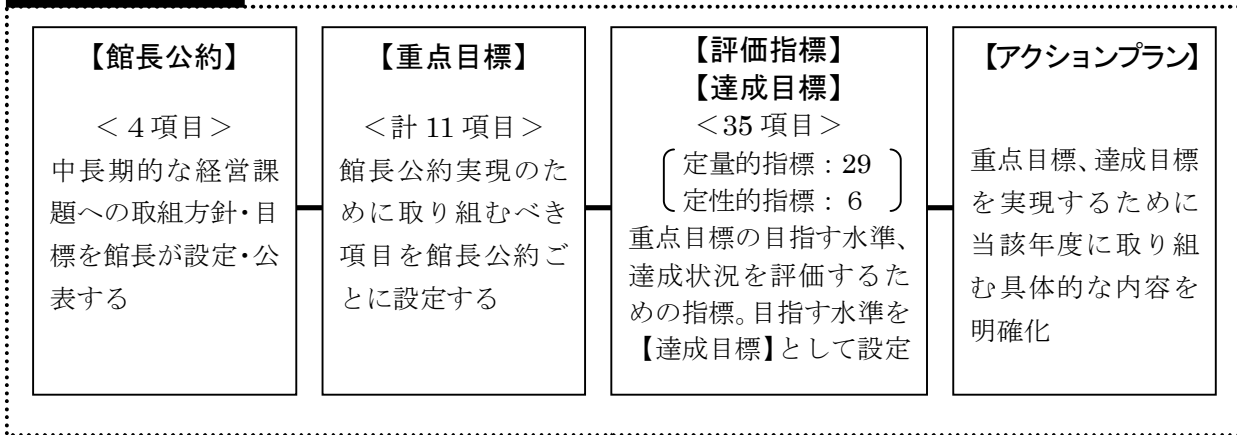 【館長公約】
<4項目>
中長期的な経営課
題への取組方針・目
標を館長が設定・公
表する
【重点目標】
<計 11 項目>
館長公約実現のた
めに取り組むべき
項目を館長公約ご
とに設定する
【評価指標】
【達成目標】
<35 項目>
定量的指標:29
定性的指標: 6
重点目標の目指す水準、
達成状況を評価するた
めの指標。目指す水準を
【達成目標】として設定
【アクションプラン】
重点目標、達成目標
を実現するために
当該年度に取り組
む具体的な内容を
明確化